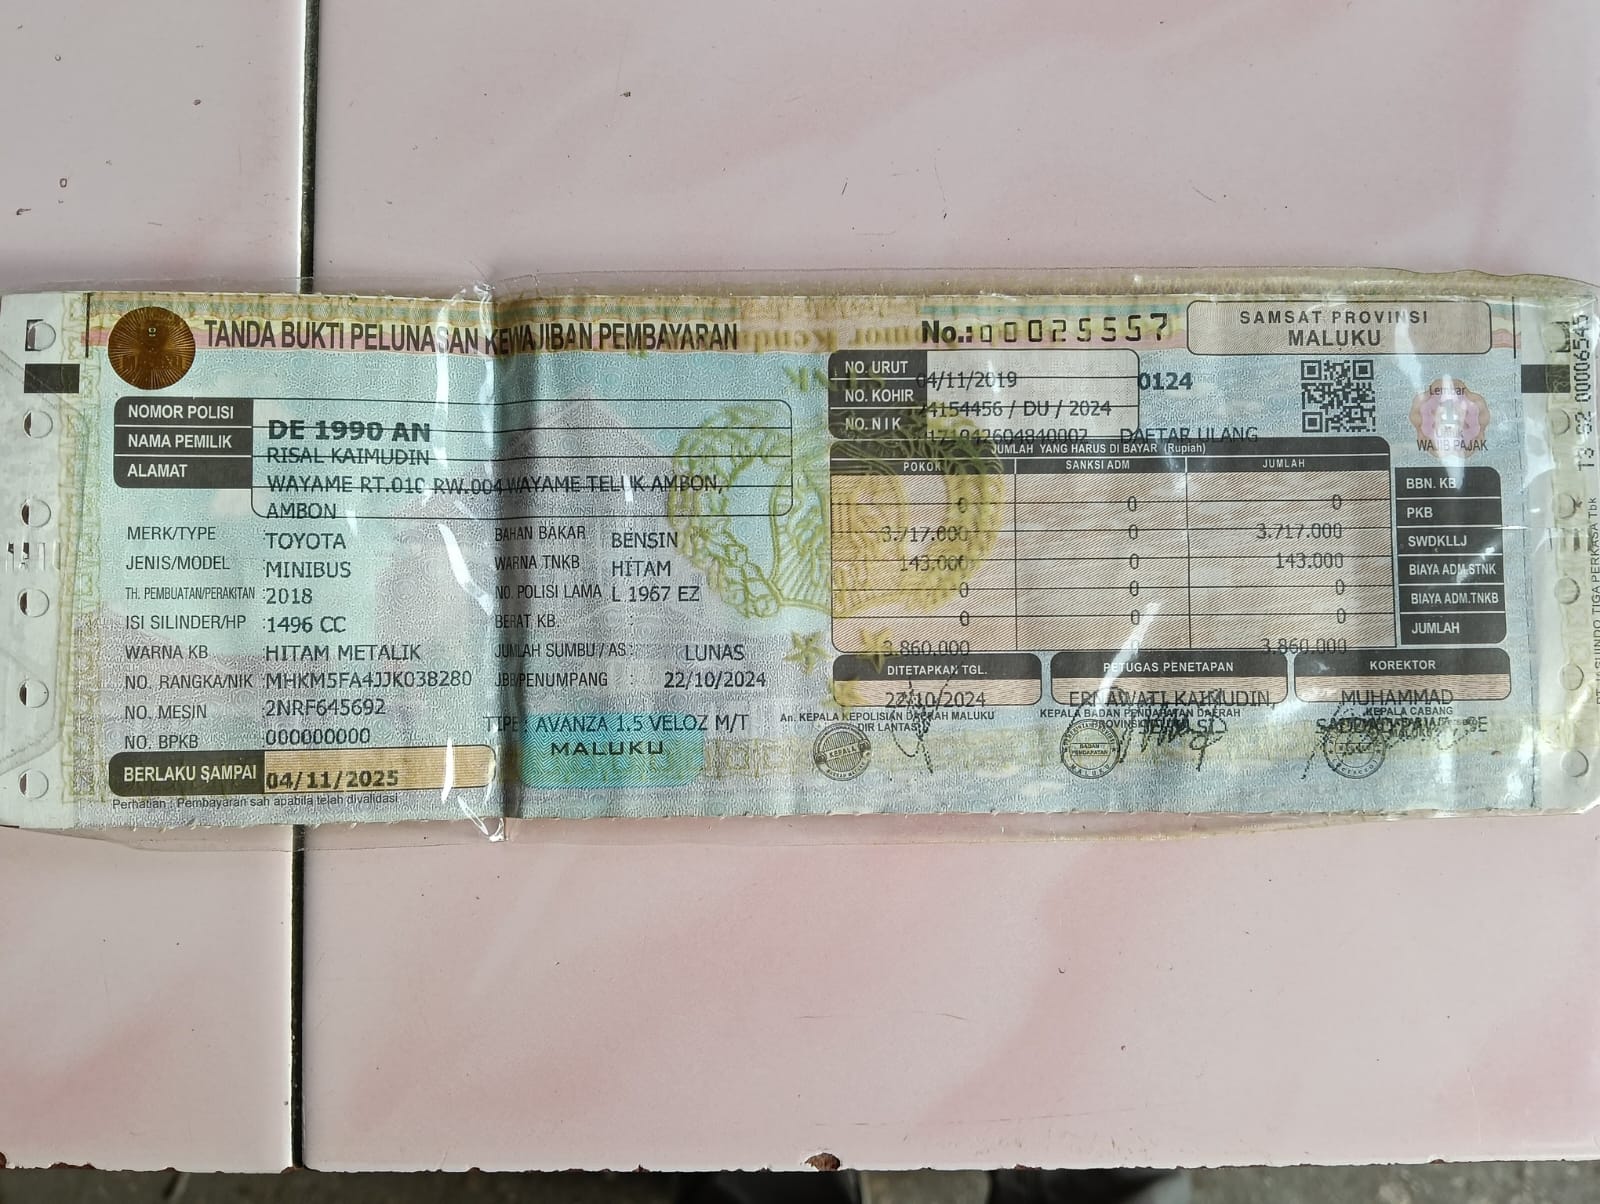 TANDA BUKTI PELUNASAN KEWAJIBAN PEMBAYARAN
No.: 00025557
SAMSAT PROVINSI
MALUKU
NOMOR POLISI DE 1990 AN
NAMA PEMILIK RISAL KAIMUDIN
ALAMAT WAYAME RT.010 RW.004 WAYAME TELUK AMBON,
AMBON
MERK/TYPE : TOYOTA
JENIS/MODEL : MINIBUS
TH. PEMBUATAN/PERAKITAN : 2018
ISI SILINDER/HP : 1496 CC
WARNA KB : HITAM METALIK
NO. RANGKA/NIK : MHKM5FA4JJK038280
NO. MESIN : 2NRF645692
NO. BPKB : 000000000
BERLAKU SAMPAI 04/11/2025
Perhatian : Pembayaran sah apabila telah divalidasi
BAHAN BAKAR : BENSIN
WARNA TNKB : HITAM
NO. POLISI LAMA : L 1967 EZ
BERAT KB. :
JUMLAH SUMBU / AS : LUNAS
JBB PENUMPANG : 22/10/2024
TIPE : AVANZA 1.5 VELOZ M/T
MALUKU
NO. URUT 04/11/2019 0124
NO. KOHIR 24154456 / DU / 2024
NO. N I K DAFTAR ULANG
JUMLAH YANG HARUS DI BAYAR (Rupiah)
POKOK SANKSI ADM JUMLAH
0 0 0 BBN. KB
3.717.000 0 3.717.000 PKB
143.000 0 143.000 SWDKLLJ
0 0 0 BIAYA ADM.STNK
0 0 0 BIAYA ADM.TNKB
3.860.000 3.860.000 JUMLAH
DITETAPKAN TGL. PETUGAS PENETAPAN KOREKTOR
22/10/2024 ERNAWATI KAIMUDIN, MUHAMMAD
An. KEPALA KEPOLISIAN DAERAH MALUKU
DIR LANTAS
KEPALA BADAN PENDAPATAN DAERAH
KEPALA CABANG
Lembar
WAJIB PAJAK